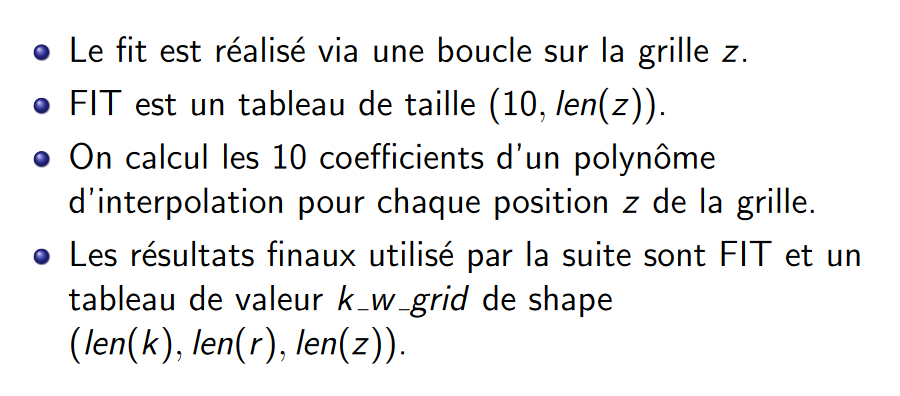 Le fit est réalisé via une boucle sur la grille z.
FIT est un tableau de taille (10, len(z)).
On calcul les 10 coefficients d'un polynôme
d'interpolation pour chaque position z de la grille.
Les résultats finaux utilisé par la suite sont FIT et un
tableau de valeur k_w_grid de shape
(len(k), len(r), len(z)).